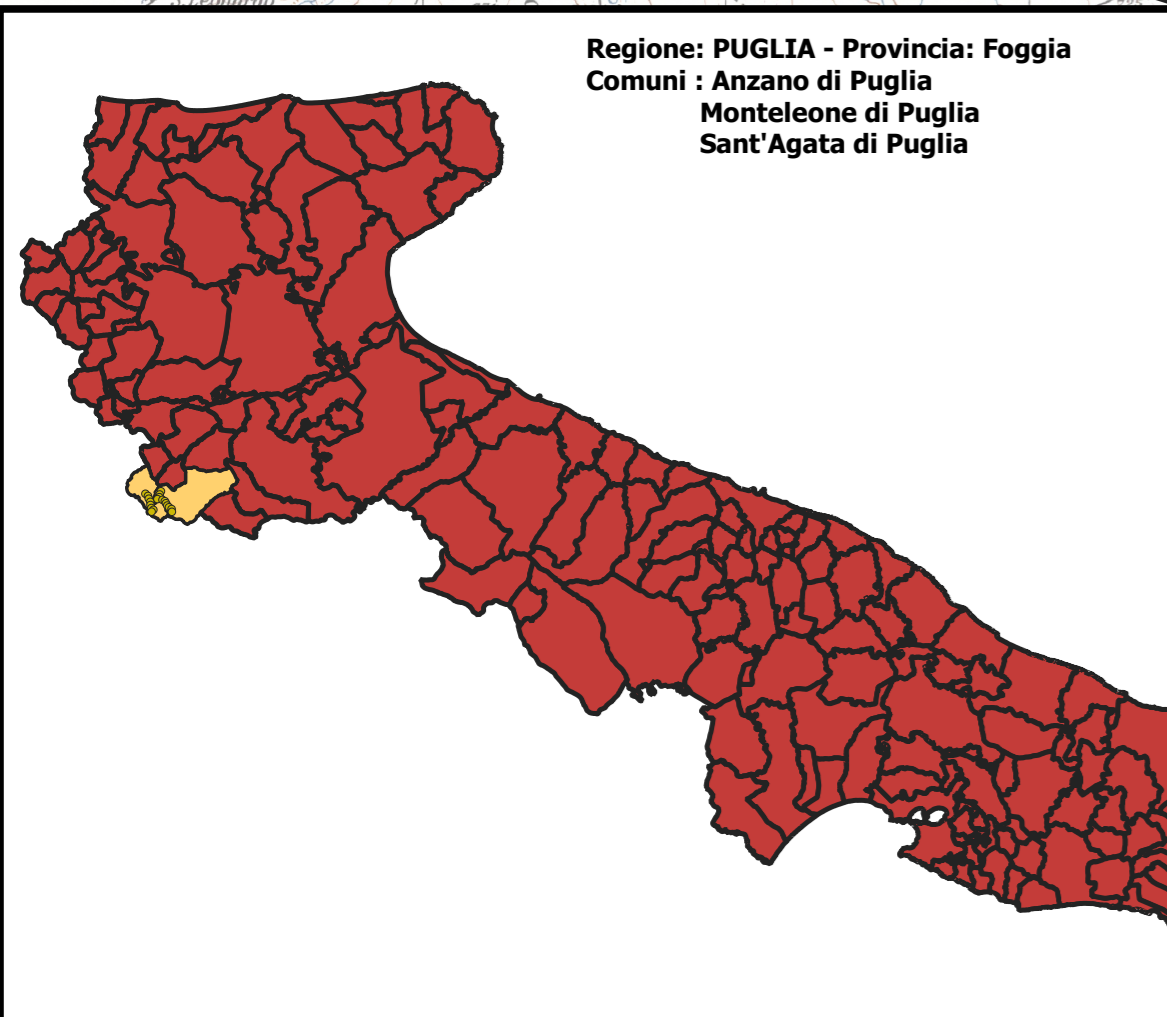 Regione: PUGLIA - Provincia: Foggia
Comuni : Anzano di Puglia
Monteleone di Puglia
Sant'Agata di Puglia